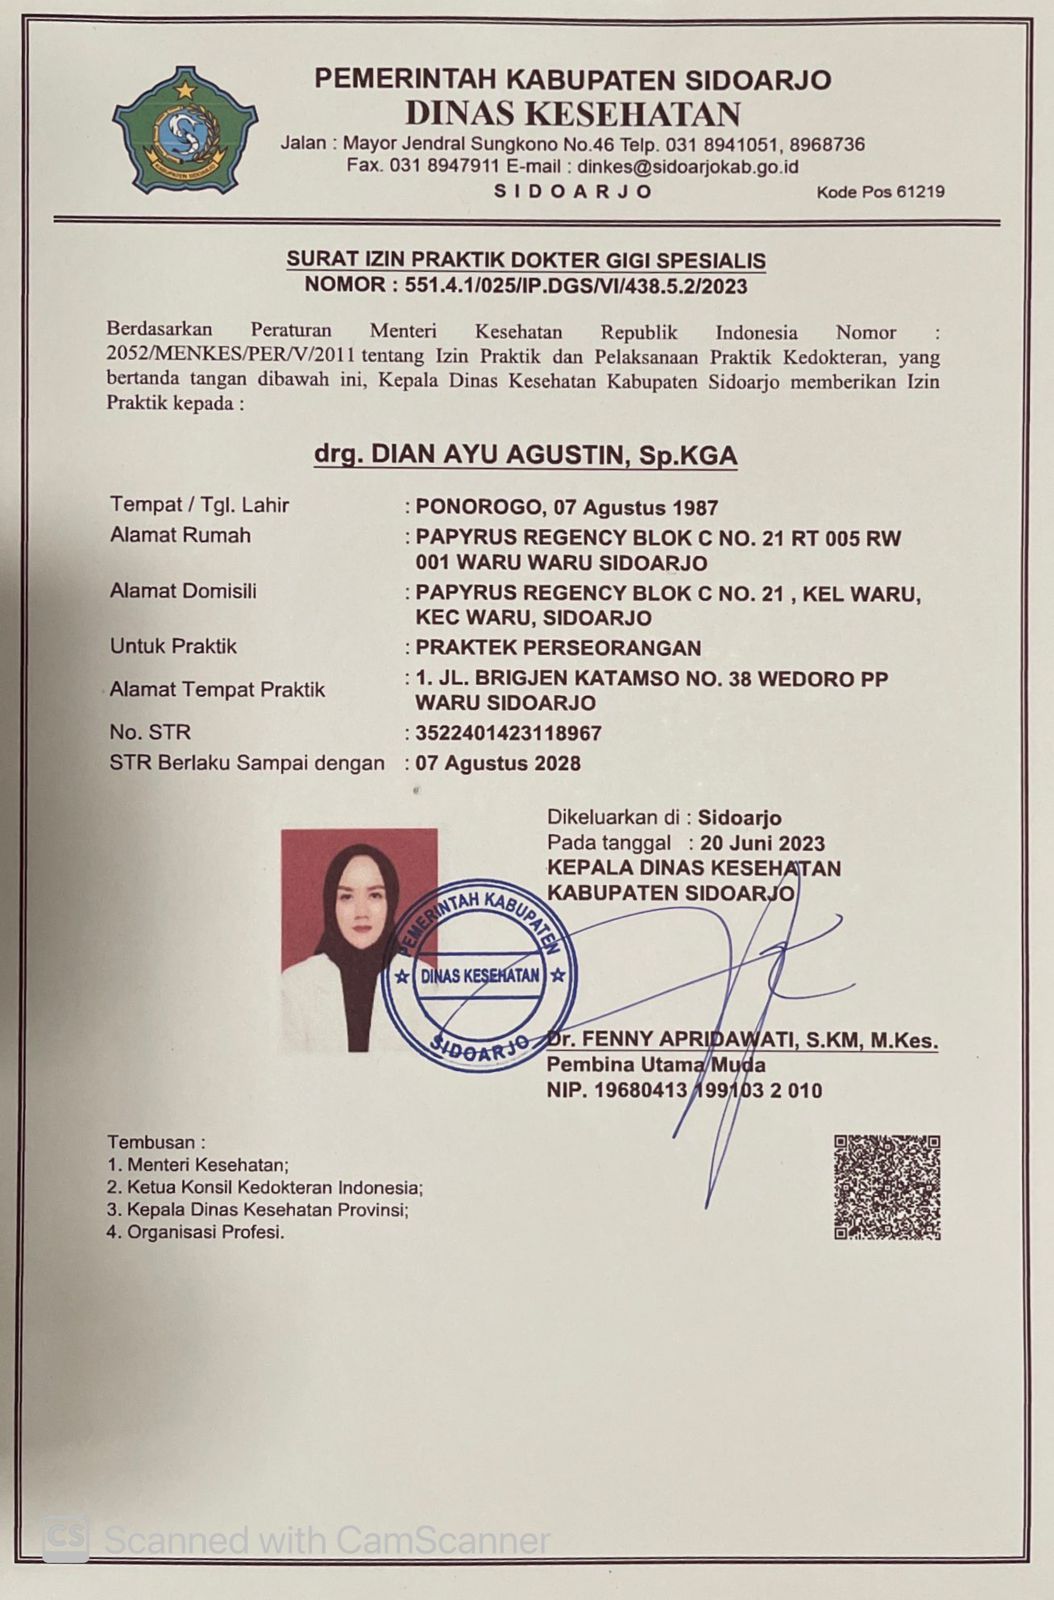 PEMERINTAH KABUPATEN SIDOARJO
DINAS KESEHATAN
Jalan : Mayor Jendral Sungkono No.46 Telp. 031 8941051, 8968736
Fax. 031 8947911 E-mail : dinkes@sidoarjokab.go.id
S I D O A R J O
Kode Pos 61219
KABUPATEN SIDOARJO
SURAT IZIN PRAKTIK DOKTER GIGI SPESIALIS
NOMOR : 551.4.1/025/IP.DGS/VI/438.5.2/2023
Berdasarkan Peraturan Menteri Kesehatan Republik Indonesia Nomor :
2052/MENKES/PER/V/2011 tentang Izin Praktik dan Pelaksanaan Praktik Kedokteran, yang
bertanda tangan dibawah ini, Kepala Dinas Kesehatan Kabupaten Sidoarjo memberikan Izin
Praktik kepada :
drg. DIAN AYU AGUSTIN, Sp.KGA
Tempat / Tgl. Lahir : PONOROGO, 07 Agustus 1987
Alamat Rumah : PAPYRUS REGENCY BLOK C NO. 21 RT 005 RW
001 WARU WARU SIDOARJO
Alamat Domisili : PAPYRUS REGENCY BLOK C NO. 21 , KEL WARU,
KEC WARU, SIDOARJO
Untuk Praktik : PRAKTEK PERSEORANGAN
Alamat Tempat Praktik : 1. JL. BRIGJEN KATAMSO NO. 38 WEDORO PP
WARU SIDOARJO
No. STR : 3522401423118967
STR Berlaku Sampai dengan : 07 Agustus 2028
Dikeluarkan di : Sidoarjo
Pada tanggal : 20 Juni 2023
KEPALA DINAS KESEHATAN
KABUPATEN SIDOARJO
PEMERINTAH KABUPATEN
DINAS KESEHATAN
SIDOARJO
Dr. FENNY APRIDAWATI, S.KM, M.Kes.
Pembina Utama Muda
NIP. 19680413 199103 2 010
Tembusan :
1. Menteri Kesehatan;
2. Ketua Konsil Kedokteran Indonesia;
3. Kepala Dinas Kesehatan Provinsi;
4. Organisasi Profesi.
CS Scanned with CamScanner